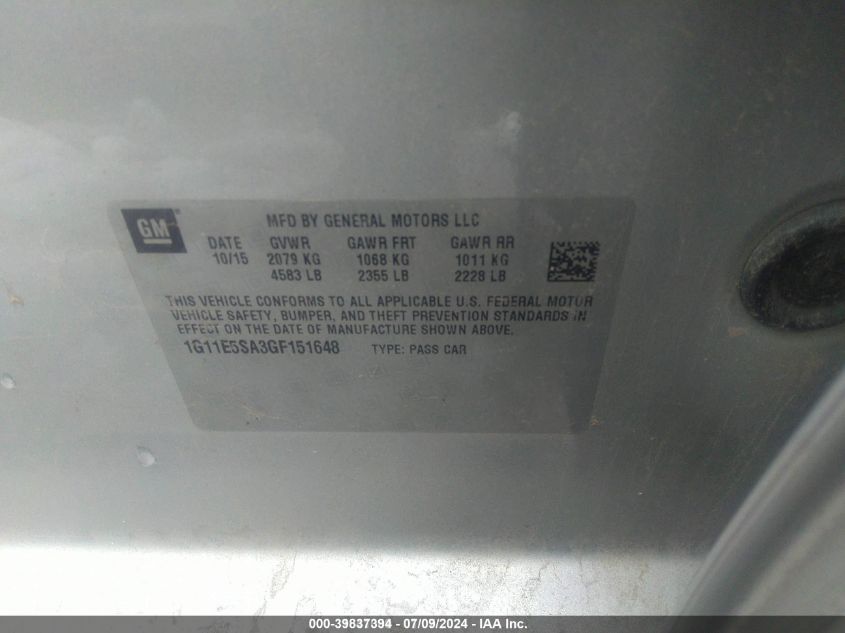 GM
MFD BY GENERAL MOTORS LLC
DATE GVWR GAWR FRT GAWR RR
10/15 2079 KG 1068 KG 1011 KG
4583 LB 2355 LB 2228 LB
THIS VEHICLE CONFORMS TO ALL APPLICABLE U.S. FEDERAL MOTOR
VEHICLE SAFETY, BUMPER, AND THEFT PREVENTION STANDARDS IN
EFFECT ON THE DATE OF MANUFACTURE SHOWN ABOVE.
1G11E5SA3GF151648 TYPE: PASS CAR
000-39837394 - 07/09/2024 - IAA Inc.